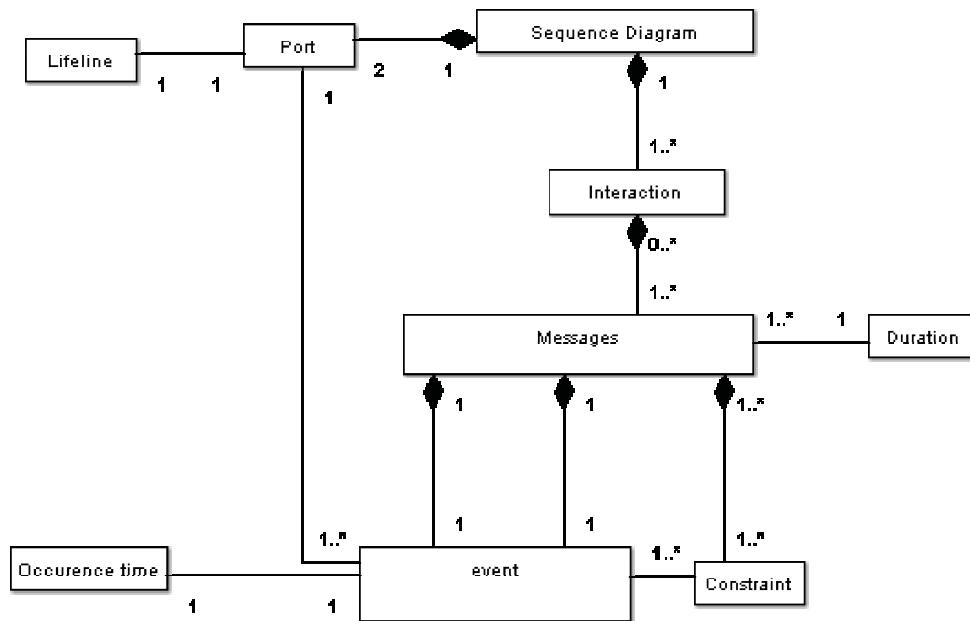 Sequence Diagram
Port
Lifeline
2
1
1
1
1
1
1..*
Interaction
0..*
1..*
Messages
1..*
1
Duration
1
1
1..*
1..*
1
1
1..*
Occurence time
event
1..*
Constraint
1
1